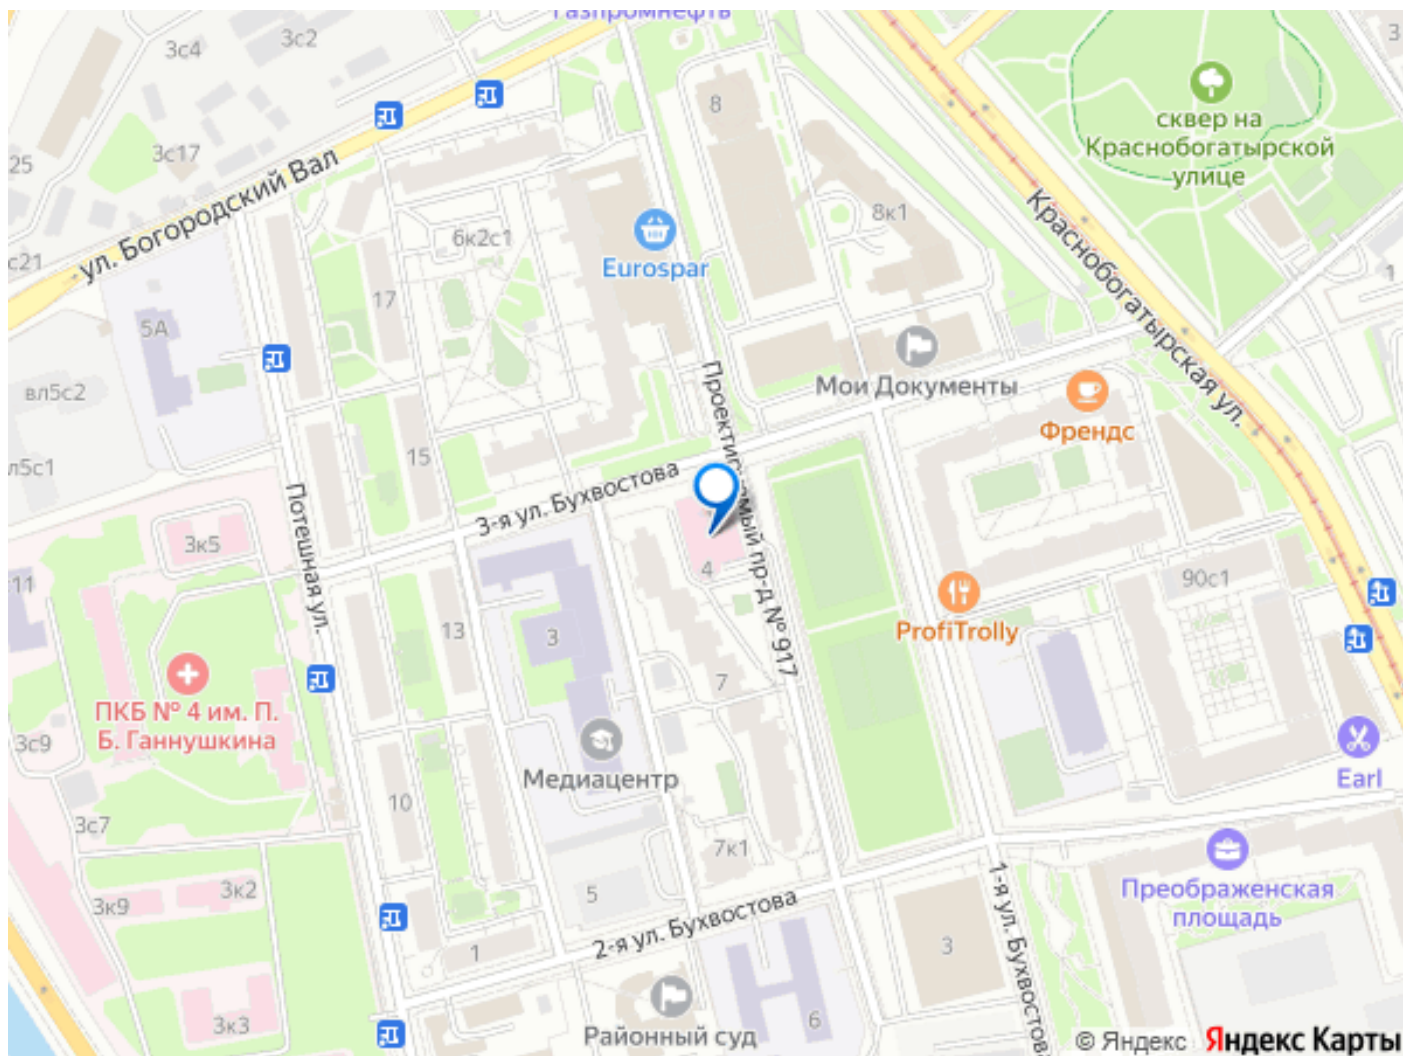 Газпромнефть
3с4
3с2
8
3
сквер на
Краснобогатырской
улице
25
3с17
ул. Богородский Вал
8к1
6к2с1
Eurospar
Краснобогатырская ул.
с21
17
1
5А
Мои Документы
вл5с2
Френдс
15
л5с1
3-я ул. Бухвостова
Потешная ул.
3к5
4
11
90с1
13
3
ProfiTrolly
7
ПКБ № 4 им. П.
Б. Ганнушкина
3с9
Медиацентр
Earl
10
3с7
7к1
3к2
3к9
5
Преображенская
площадь
2-я ул. Бухвостова
1-я ул. Бухвостова
1
3
3к3
6
Районный суд
© Яндекс
Яндекс Карты
пр-д № 917